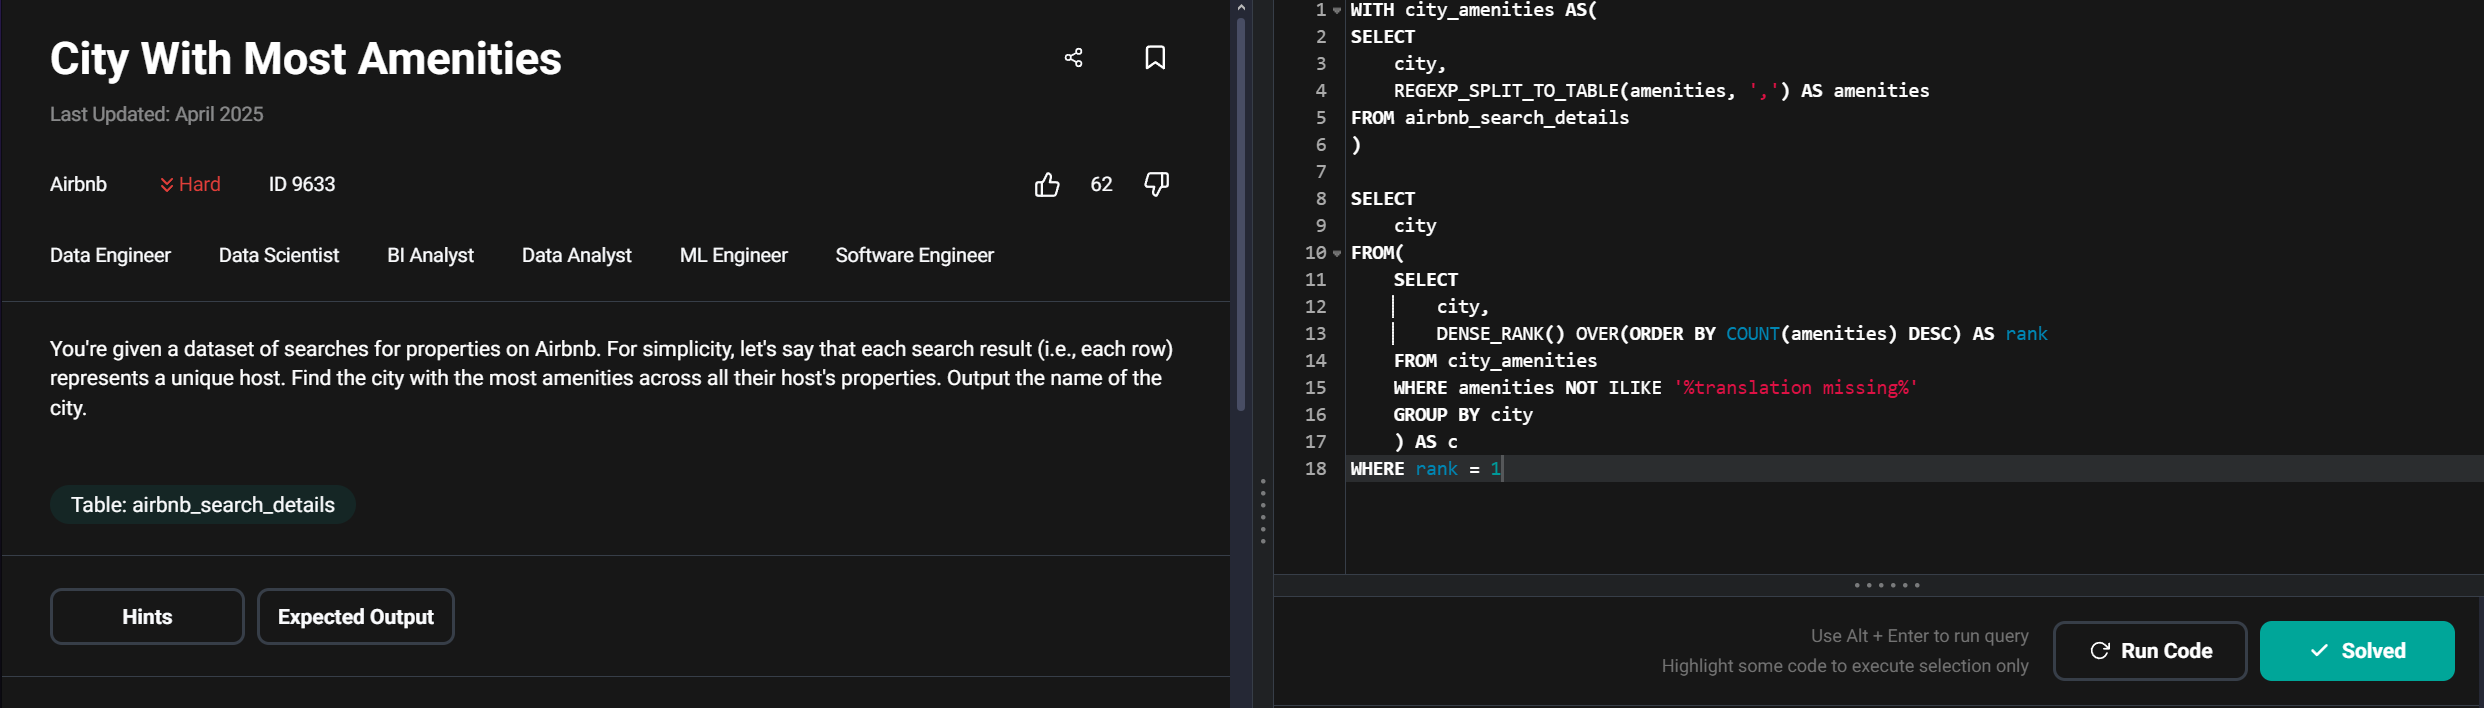 City With Most Amenities
Last Updated: April 2025
Airbnb Hard ID 9633 62
Data Engineer Data Scientist BI Analyst Data Analyst ML Engineer Software Engineer
You're given a dataset of searches for properties on Airbnb. For simplicity, let's say that each search result (i.e., each row)
represents a unique host. Find the city with the most amenities across all their host's properties. Output the name of the
city.
Table: airbnb_search_details
Hints Expected Output
1 WITH city_amenities AS(
2 SELECT
3     city,
4     REGEXP_SPLIT_TO_TABLE(amenities, ',') AS amenities
5 FROM airbnb_search_details
6 )
7
8 SELECT
9     city
10 FROM(
11     SELECT
12         city,
13         DENSE_RANK() OVER(ORDER BY COUNT(amenities) DESC) AS rank
14     FROM city_amenities
15     WHERE amenities NOT ILIKE '%translation missing%'
16     GROUP BY city
17     ) AS c
18 WHERE rank = 1
Use Alt + Enter to run query
Highlight some code to execute selection only
Run Code Solved